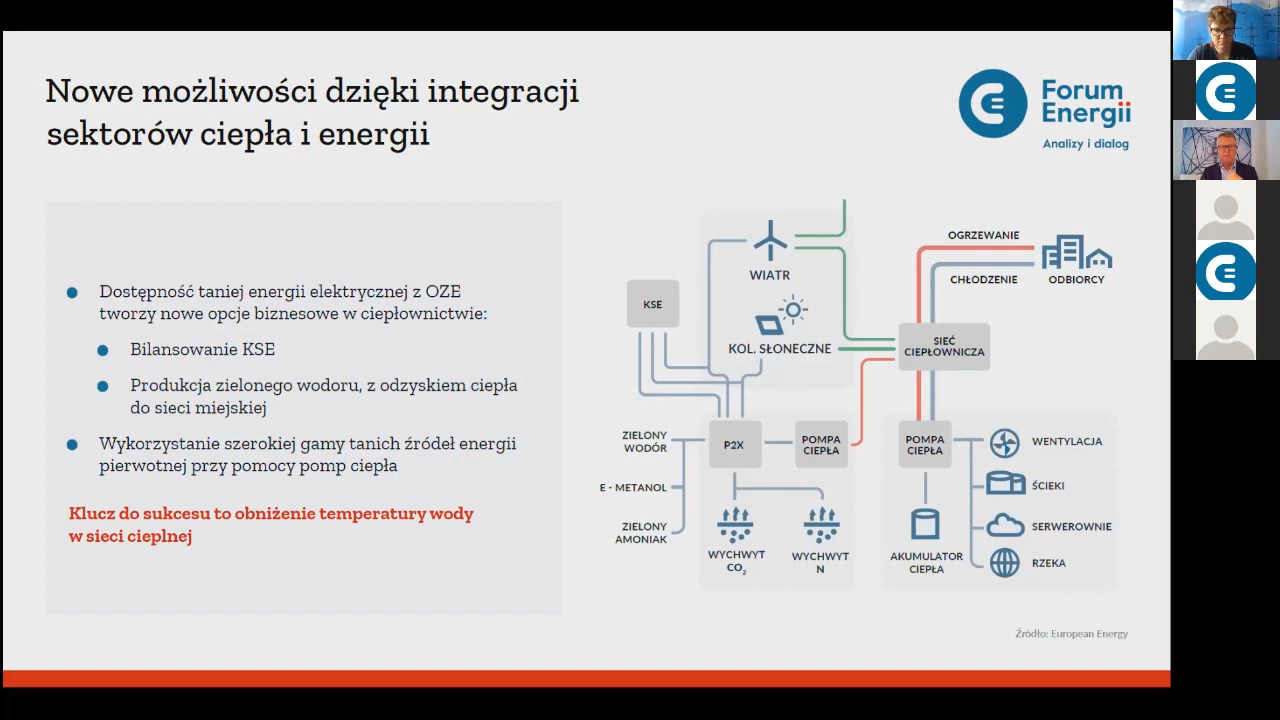 Nowe możliwości dzięki integracji
sektorów ciepła i energii
Forum
Energii
Analizy i dialog
Dostępność taniej energii elektrycznej z OZE
tworzy nowe opcje biznesowe w ciepłownictwie:
Bilansowanie KSE
Produkcja zielonego wodoru, z odzyskiem ciepła
do sieci miejskiej
Wykorzystanie szerokiej gamy tanich źródeł energii
pierwotnej przy pomocy pomp ciepła
Klucz do sukcesu to obniżenie temperatury wody
w sieci cieplnej
KSE
WIATR
KOL. SŁONECZNE
OGRZEWANIE
CHŁODZENIE
ODBIORCY
SIEĆ
CIEPŁOWNICZA
ZIELONY
WODÓR
E - METANOL
ZIELONY
AMONIAK
P2X
POMPA
CIEPŁA
WYCHWYT
CO2
WYCHWYT
N
POMPA
CIEPŁA
AKUMULATOR
CIEPŁA
WENTYLACJA
ŚCIEKI
SERWEROWNIE
RZEKA
Źródło: European Energy